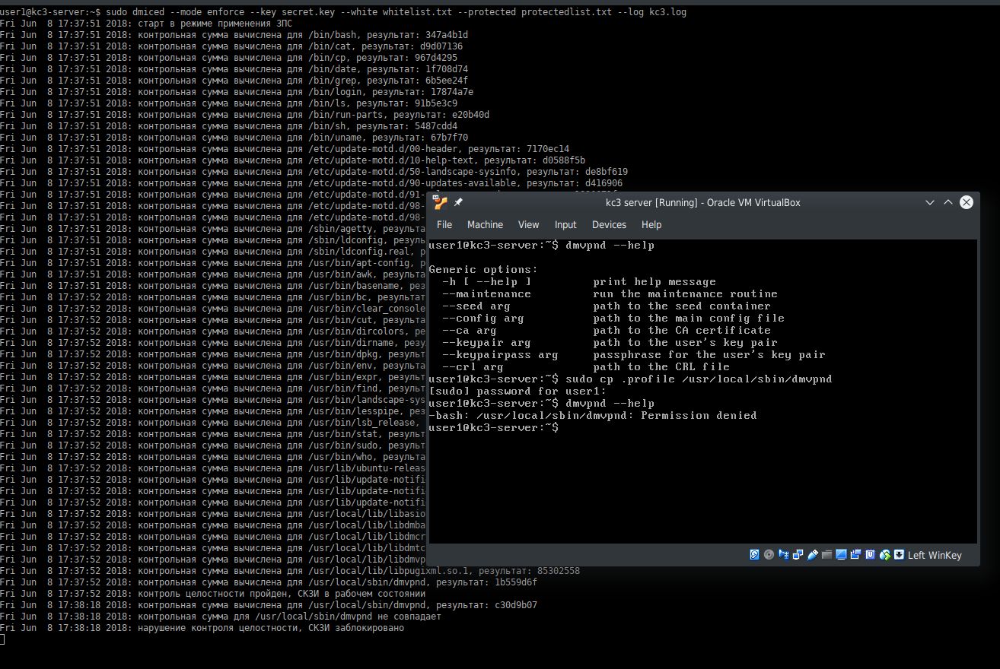 user1@kc3-server:~$ sudo dmiced --mode enforce --key secret.key --white whitelist.txt --protected protectedlist.txt --log kc3.log
Fri Jun  8 17:37:51 2018: старт в режиме применения ЗПС
Fri Jun  8 17:37:51 2018: контрольная сумма вычислена для /bin/bash, результат: 347a4b1d
Fri Jun  8 17:37:51 2018: контрольная сумма вычислена для /bin/cat, результат: d9d07136
Fri Jun  8 17:37:51 2018: контрольная сумма вычислена для /bin/cp, результат: 967d4295
Fri Jun  8 17:37:51 2018: контрольная сумма вычислена для /bin/date, результат: 1f708d74
Fri Jun  8 17:37:51 2018: контрольная сумма вычислена для /bin/grep, результат: 6b5ee24f
Fri Jun  8 17:37:51 2018: контрольная сумма вычислена для /bin/login, результат: 17874a7e
Fri Jun  8 17:37:51 2018: контрольная сумма вычислена для /bin/ls, результат: 91b5e3c9
Fri Jun  8 17:37:51 2018: контрольная сумма вычислена для /bin/run-parts, результат: e20b40d
Fri Jun  8 17:37:51 2018: контрольная сумма вычислена для /bin/sh, результат: 5487cdd4
Fri Jun  8 17:37:51 2018: контрольная сумма вычислена для /bin/uname, результат: 67b7f70
Fri Jun  8 17:37:51 2018: контрольная сумма вычислена для /etc/update-motd.d/00-header, результат: 7170ec14
Fri Jun  8 17:37:51 2018: контрольная сумма вычислена для /etc/update-motd.d/10-help-text, результат: d0588f5b
Fri Jun  8 17:37:51 2018: контрольная сумма вычислена для /etc/update-motd.d/50-landscape-sysinfo, результат: de8bf619
Fri Jun  8 17:37:51 2018: контрольная сумма вычислена для /etc/update-motd.d/90-updates-available, результат: d416906
Fri Jun  8 17:37:51 2018: контрольная сумма вычислена для /etc/update-motd.d/91-
Fri Jun  8 17:37:51 2018: контрольная сумма вычислена для /etc/update-motd.d/98-
Fri Jun  8 17:37:51 2018: контрольная сумма вычислена для /etc/update-motd.d/98-
Fri Jun  8 17:37:51 2018: контрольная сумма вычислена для /sbin/agetty, результа
Fri Jun  8 17:37:51 2018: контрольная сумма вычислена для /sbin/ldconfig, резуль
Fri Jun  8 17:37:51 2018: контрольная сумма вычислена для /sbin/ldconfig.real, р
Fri Jun  8 17:37:51 2018: контрольная сумма вычислена для /usr/bin/apt-config, р
Fri Jun  8 17:37:51 2018: контрольная сумма вычислена для /usr/bin/awk, результа
Fri Jun  8 17:37:51 2018: контрольная сумма вычислена для /usr/bin/basename, рез
Fri Jun  8 17:37:52 2018: контрольная сумма вычислена для /usr/bin/bc, результат
Fri Jun  8 17:37:52 2018: контрольная сумма вычислена для /usr/bin/clear_console
Fri Jun  8 17:37:52 2018: контрольная сумма вычислена для /usr/bin/cut, результа
Fri Jun  8 17:37:52 2018: контрольная сумма вычислена для /usr/bin/dircolors, ре
Fri Jun  8 17:37:52 2018: контрольная сумма вычислена для /usr/bin/dirname, резу
Fri Jun  8 17:37:52 2018: контрольная сумма вычислена для /usr/bin/dpkg, результ
Fri Jun  8 17:37:52 2018: контрольная сумма вычислена для /usr/bin/env, результа
Fri Jun  8 17:37:52 2018: контрольная сумма вычислена для /usr/bin/expr, результ
Fri Jun  8 17:37:52 2018: контрольная сумма вычислена для /usr/bin/find, результ
Fri Jun  8 17:37:52 2018: контрольная сумма вычислена для /usr/bin/landscape-sys
Fri Jun  8 17:37:52 2018: контрольная сумма вычислена для /usr/bin/lesspipe, рез
Fri Jun  8 17:37:52 2018: контрольная сумма вычислена для /usr/bin/lsb_release,
Fri Jun  8 17:37:52 2018: контрольная сумма вычислена для /usr/bin/stat, результ
Fri Jun  8 17:37:52 2018: контрольная сумма вычислена для /usr/bin/sudo, результ
Fri Jun  8 17:37:52 2018: контрольная сумма вычислена для /usr/bin/who, результа
Fri Jun  8 17:37:52 2018: контрольная сумма вычислена для /usr/lib/ubuntu-releas
Fri Jun  8 17:37:52 2018: контрольная сумма вычислена для /usr/lib/update-notifi
Fri Jun  8 17:37:52 2018: контрольная сумма вычислена для /usr/lib/update-notifi
Fri Jun  8 17:37:52 2018: контрольная сумма вычислена для /usr/lib/update-notifi
Fri Jun  8 17:37:52 2018: контрольная сумма вычислена для /usr/local/lib/libasio
Fri Jun  8 17:37:52 2018: контрольная сумма вычислена для /usr/local/lib/libdmba
Fri Jun  8 17:37:52 2018: контрольная сумма вычислена для /usr/local/lib/libdmcr
Fri Jun  8 17:37:52 2018: контрольная сумма вычислена для /usr/local/lib/libdmtc
Fri Jun  8 17:37:52 2018: контрольная сумма вычислена для /usr/local/lib/libdmvp
Fri Jun  8 17:37:52 2018: контрольная сумма вычислена для /usr/local/lib/libpugixml.so.1, результат: 85302558
Fri Jun  8 17:37:52 2018: контрольная сумма вычислена для /usr/local/sbin/dmvpnd, результат: 1b559d6f
Fri Jun  8 17:37:52 2018: контроль целостности пройден, СКЗИ в рабочем состоянии
Fri Jun  8 17:38:18 2018: контрольная сумма вычислена для /usr/local/sbin/dmvpnd, результат: c30d9b07
Fri Jun  8 17:38:18 2018: контрольная сумма для /usr/local/sbin/dmvpnd не совпадает
Fri Jun  8 17:38:18 2018: нарушение контроля целостности, СКЗИ заблокировано
kc3 server [Running] - Oracle VM VirtualBox
File Machine View Input Devices Help
user1@kc3-server:~$ dmvpnd --help
Generic options:
-h [ --help ] print help message
--maintenance run the maintenance routine
--seed arg path to the seed container
--config arg path to the main config file
--ca arg path to the CA certificate
--keypair arg path to the user's key pair
--keypairpass arg passphrase for the user's key pair
--crl arg path to the CRL file
user1@kc3-server:~$ sudo cp .profile /usr/local/sbin/dmvpnd
[sudo] password for user1:
user1@kc3-server:~$ dmvpnd --help
-bash: /usr/local/sbin/dmvpnd: Permission denied
user1@kc3-server:~$
Left WinKey